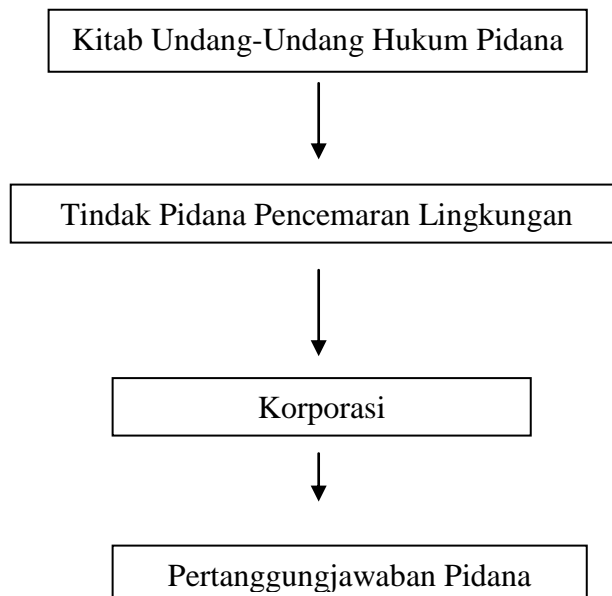 Kitab Undang-Undang Hukum Pidana
Tindak Pidana Pencemaran Lingkungan
Korporasi
Pertanggungjawaban Pidana